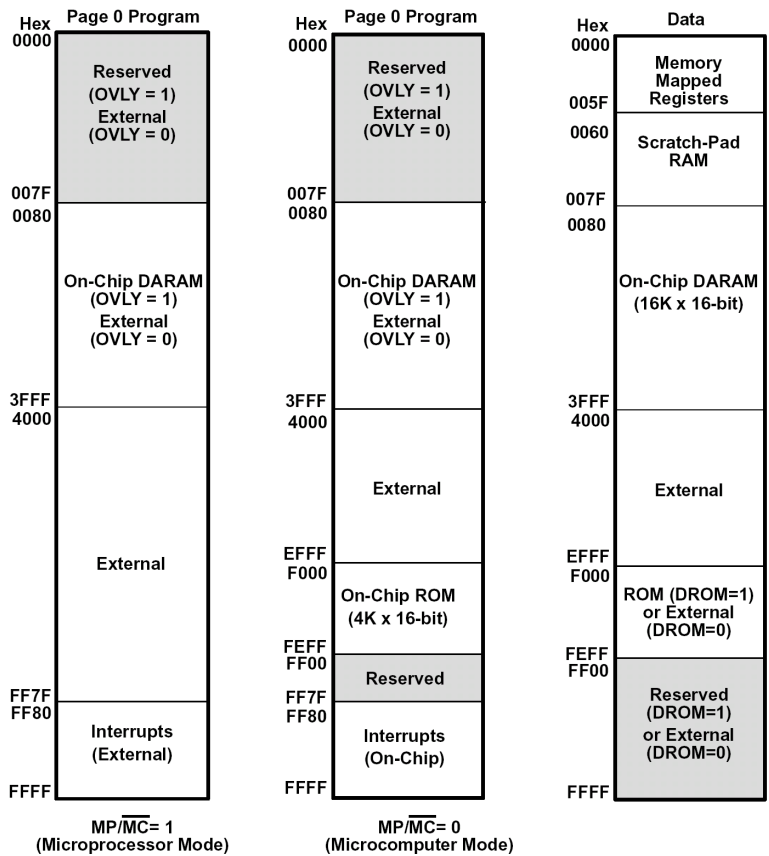 Hex
Page 0 Program
0000
Reserved
(OVLY = 1)
External
(OVLY = 0)
007F
0080
On-Chip DARAM
(OVLY = 1)
External
(OVLY = 0)
3FFF
4000
External
FF7F
FF80
Interrupts
(External)
FFFF
MP/M̅C̅= 1
(Microprocessor Mode)
Hex
Page 0 Program
0000
Reserved
(OVLY = 1)
External
(OVLY = 0)
007F
0080
On-Chip DARAM
(OVLY = 1)
External
(OVLY = 0)
3FFF
4000
External
EFFF
F000
On-Chip ROM
(4K x 16-bit)
FEFF
FF00
Reserved
FF7F
FF80
Interrupts
(On-Chip)
FFFF
MP/M̅C̅= 0
(Microcomputer Mode)
Hex
Data
0000
Memory
Mapped
Registers
005F
0060
Scratch-Pad
RAM
007F
0080
On-Chip DARAM
(16K x 16-bit)
3FFF
4000
External
EFFF
F000
ROM (DROM=1)
or External
(DROM=0)
FEFF
FF00
Reserved
(DROM=1)
or External
(DROM=0)
FFFF